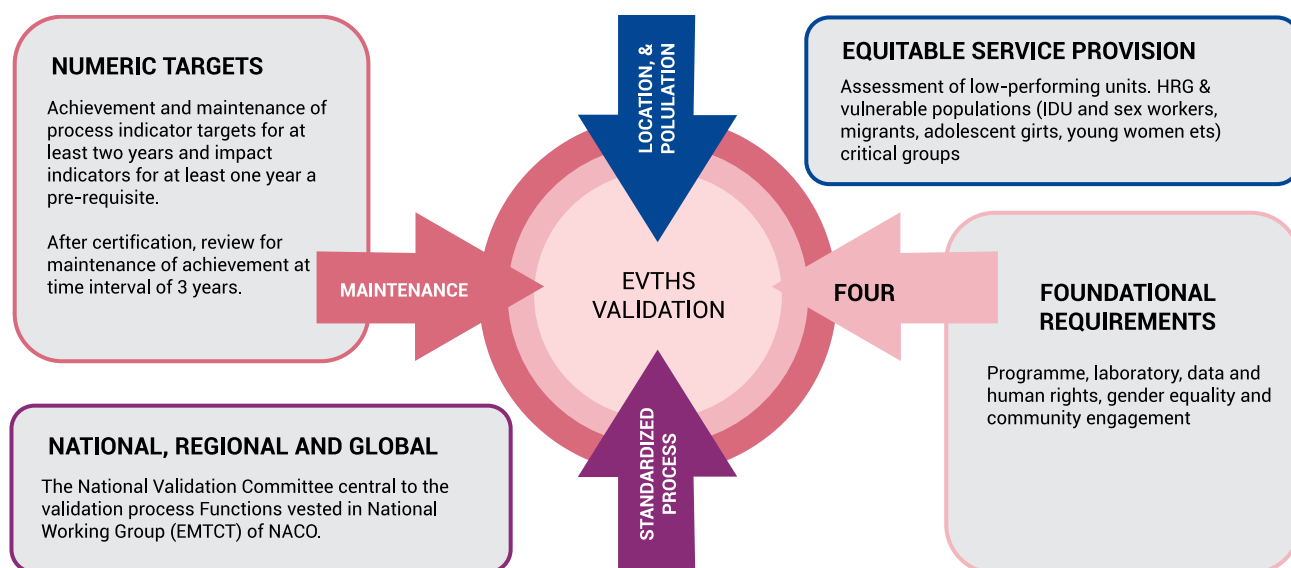 NUMERIC TARGETS
Achievement and maintenance of
process indicator targets for at
least two years and impact
indicators for at least one year a
pre-requisite.
After certification, review for
maintenance of achievement at
time interval of 3 years.
MAINTENANCE
LOCATION, &
POLULATION
EQUITABLE SERVICE PROVISION
Assessment of low-performing units. HRG &
vulnerable populations (IDU and sex workers,
migrants, adolescent girts, young women ets)
critical groups
EVTHS
VALIDATION
FOUR
FOUNDATIONAL
REQUIREMENTS
Programme, laboratory, data and
human rights, gender equality and
community engagement
NATIONAL, REGIONAL AND GLOBAL
The National Validation Committee central to the
validation process Functions vested in National
Working Group (EMTCT) of NACO.
STANDARDIZED
PROCESS